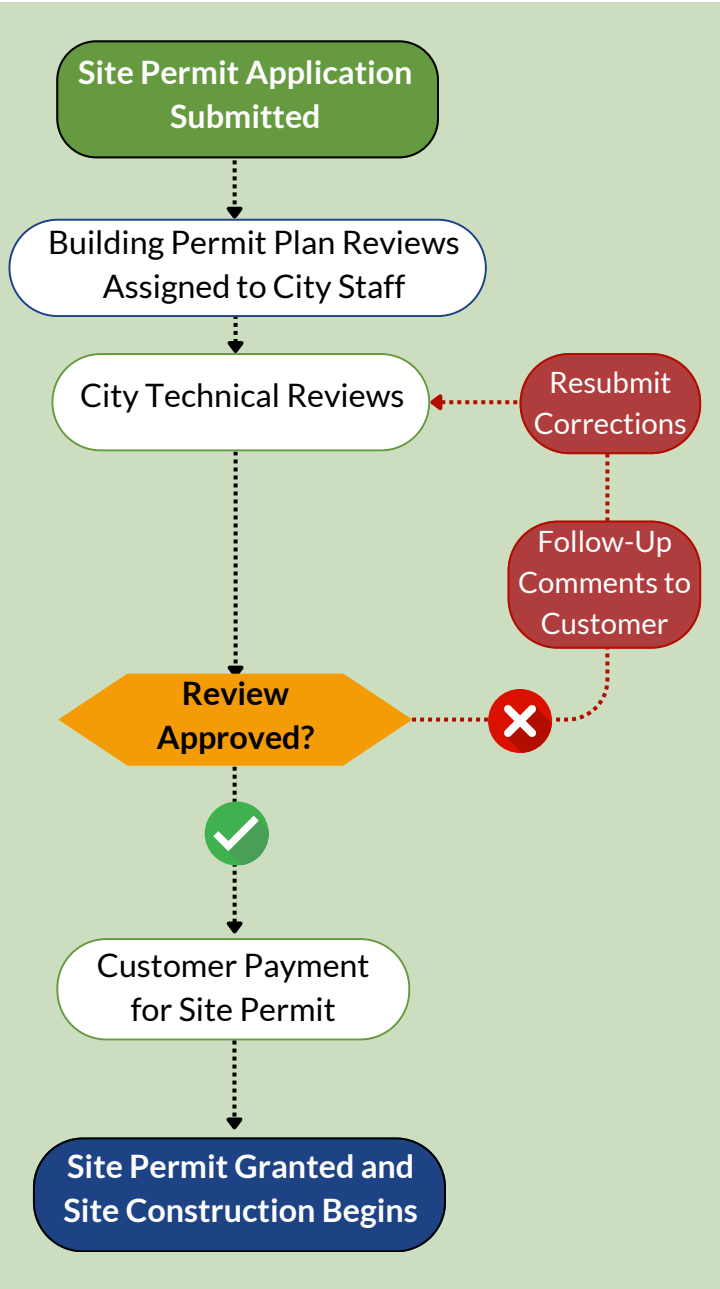 Site Permit Application
Submitted
Building Permit Plan Reviews
Assigned to City Staff
City Technical Reviews
Resubmit
Corrections
Follow-Up
Comments to
Customer
Review
Approved?
Customer Payment
for Site Permit
Site Permit Granted and
Site Construction Begins